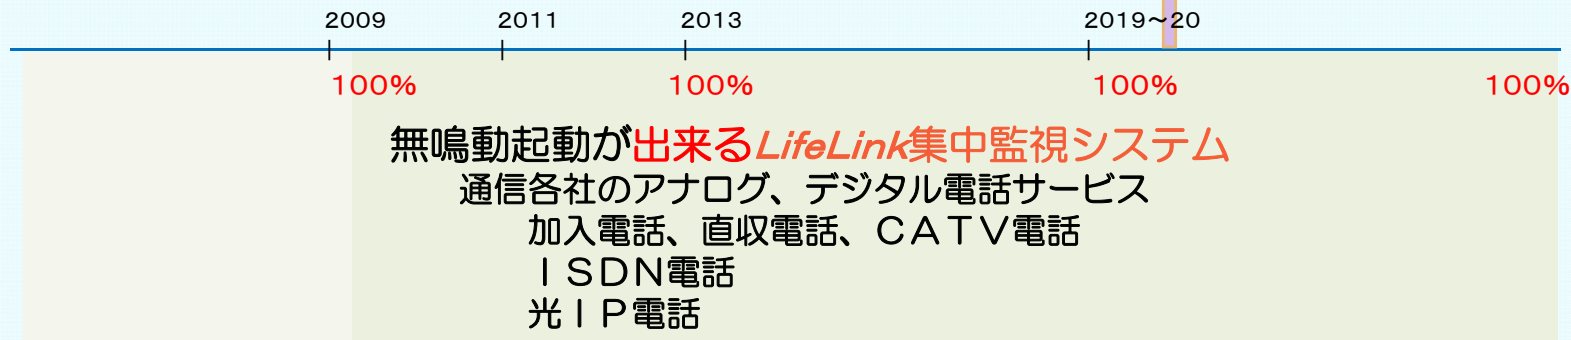 2009 2011 2013 2019～20
100% 100% 100% 100%
無鳴動起動が出来るLifeLink集中監視システム
通信各社のアナログ、デジタル電話サービス
加入電話、直収電話、ＣＡＴＶ電話
ＩＳＤＮ電話
光ＩＰ電話